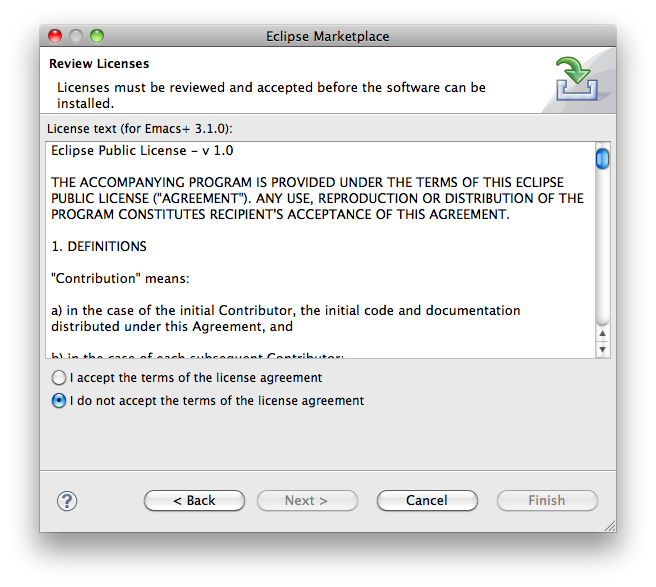 Eclipse Marketplace
Review Licenses
Licenses must be reviewed and accepted before the software can be
installed.
License text (for Emacs+ 3.1.0):
Eclipse Public License – v 1.0
THE ACCOMPANYING PROGRAM IS PROVIDED UNDER THE TERMS OF THIS ECLIPSE
PUBLIC LICENSE ("AGREEMENT"). ANY USE, REPRODUCTION OR DISTRIBUTION OF THE
PROGRAM CONSTITUTES RECIPIENT'S ACCEPTANCE OF THIS AGREEMENT.
1. DEFINITIONS
"Contribution" means:
a) in the case of the initial Contributor, the initial code and documentation
distributed under this Agreement, and
b) in the case of each subsequent Contributor:
I accept the terms of the license agreement
I do not accept the terms of the license agreement
?
< Back
Next >
Cancel
Finish